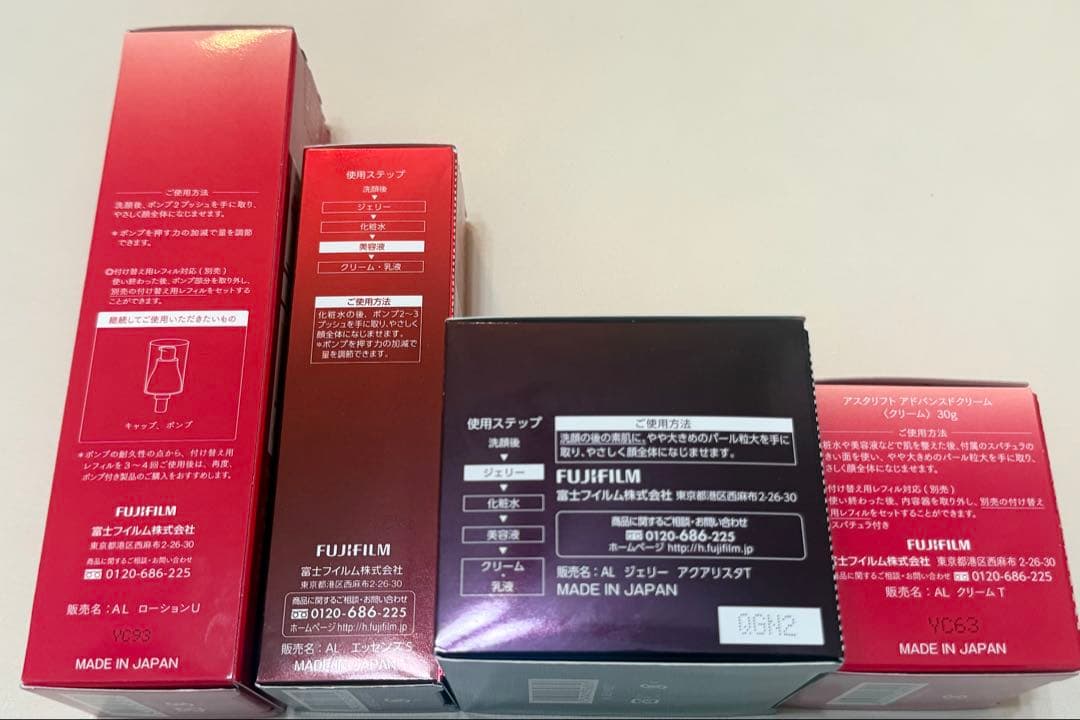 ご使用方法
洗顔後、ポンプ2プッシュを手に取り、
やさしく顔全体になじませます。
*ポンプを押す力の加減で量を調節
できます。
◎付け替え用レフィル対応(別売)
使い終わった後、ポンプ部分を取り外し、
別売の付け替え用レフィルをセットする
ことができます。
継続してご使用いただきたいもの
キャップ、ポンプ
*ポンプの耐久性の点から、付け替え用
レフィルを3〜4回ご使用後は、再度、
ポンプ付き製品のご購入をおすすめします。
FUJIFILM
富士フイルム株式会社
東京都港区西麻布2-26-30
商品に関するご相談・お問い合わせ
0120-686-225
販売名:AL ローションU
YC93
MADE IN JAPAN
使用ステップ
洗顔後
ジェリー
化粧水
美容液
クリーム・乳液
ご使用方法
化粧水の後、ポンプ2〜3
プッシュを手に取り、やさしく
顔全体になじませます。
*ポンプを押す力の加減で
量を調節できます。
FUJIFILM
富士フイルム株式会社
東京都港区西麻布2-26-30
商品に関するご相談・お問い合わせ
0120-686-225
ホームページ http://h.fujifilm.jp
販売名:AL エッセンスS
MADE IN JAPAN
使用ステップ
洗顔後
ジェリー
化粧水
美容液
クリーム
・
乳液
ご使用方法
洗顔の後の素肌に、やや大きめのパール粒大を手に
取り、やさしく顔全体になじませます。
FUJIFILM
富士フイルム株式会社 東京都港区西麻布2-26-30
商品に関するご相談・お問い合わせ
0120-686-225
ホームページ http://h.fujifilm.jp
販売名:AL ジェリー アクアリスタT
MADE IN JAPAN
QGN2
アスタリフト アドバンスドクリーム
〈クリーム〉30g
ご使用方法
粧水や美容液などで肌を整えた後、付属のスパチュラの
きい面を使い、やや大きめのパール粒大を手に取り、
さしく顔全体になじませます。
付け替え用レフィル対応(別売)
使い終わった後、内容器を取り外し、別売の付け替え
用レフィルをセットすることができます。
スパチュラ付き
FUJIFILM
富士フイルム株式会社 東京都港区西麻布2-26-30
商品に関するご相談・お問い合わせ 0120-686-225
販売名:AL クリームT
YC63
MADE IN JAPAN